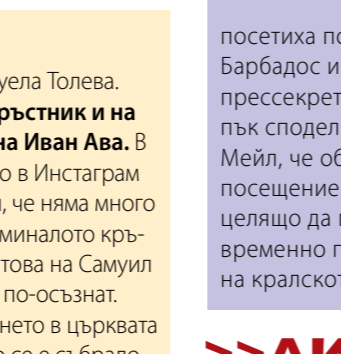 уела Толева.
ръстник и на
на Иван Ава. В
о в Инстаграм
, че няма много
миналото кръ-
това на Самуил
по-осъзнат.
нето в църквата
посетиха по
Барбадос и
прессекрет
пък сподел
Мейл, че об
посещение
целящо да
временно п
на кралскот
>>